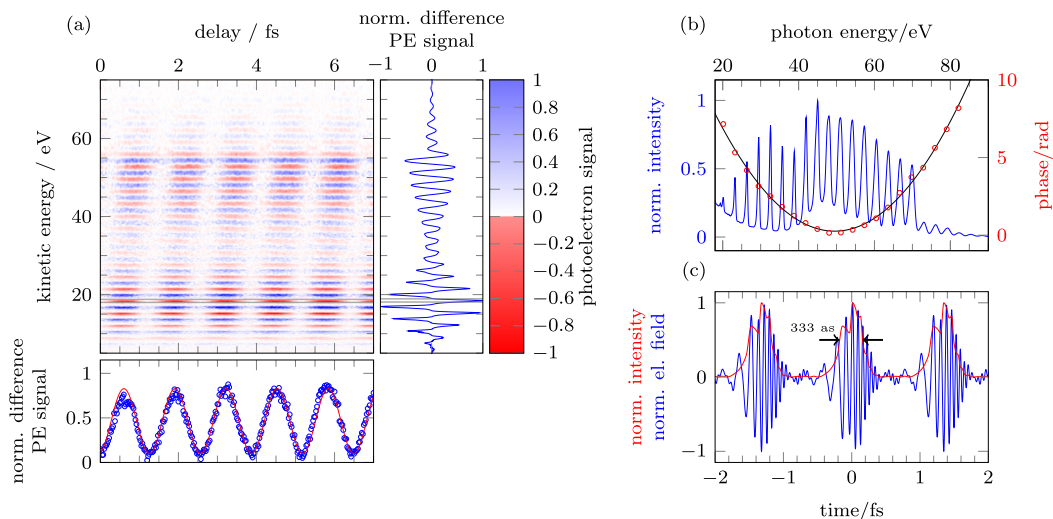 (a)
delay / fs
0 2 4 6
norm. difference
PE signal
−1 0 1
kinetic energy / eV
60
40
20
1
0.8
0.6
0.4
0.2
0
−0.2
−0.4
−0.6
−0.8
−1
photoelectron signal
norm. difference
PE signal
1
0.5
0
0 2 4 6
(b)
photon energy/eV
20 40 60 80
norm. intensity
1
0.5
0
10
5
0
phase/rad
(c)
norm. intensity
norm. el. field
1
0
−1
333 as
−2 −1 0 1 2
time/fs